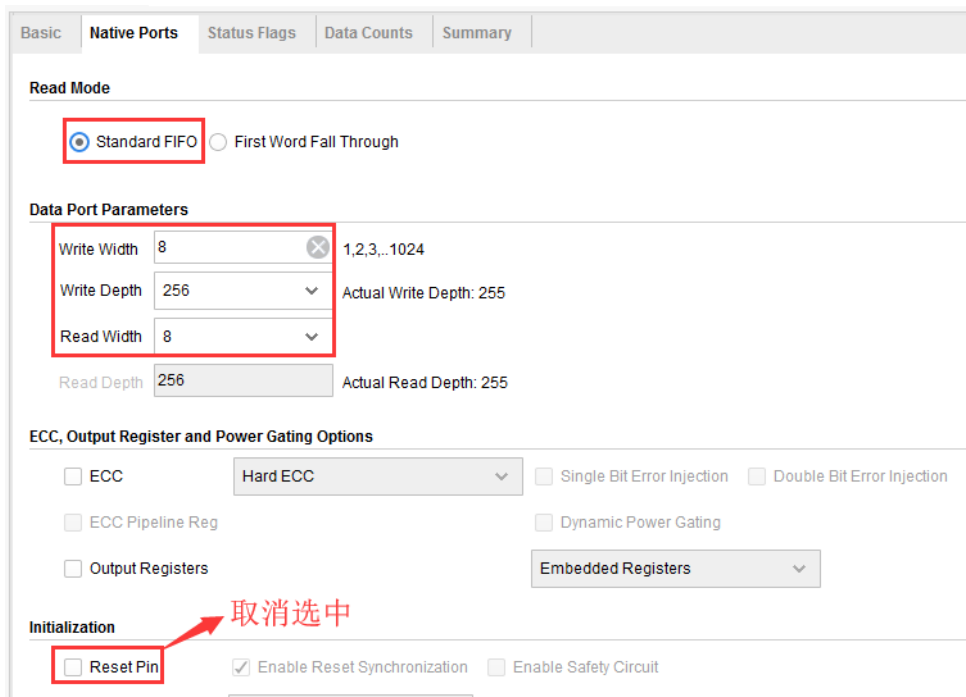 Basic Native Ports Status Flags Data Counts Summary
Read Mode
Standard FIFO First Word Fall Through
Data Port Parameters
Write Width 8 1,2,3,..1024
Write Depth 256 Actual Write Depth: 255
Read Width 8
Read Depth 256 Actual Read Depth: 255
ECC, Output Register and Power Gating Options
ECC Hard ECC Single Bit Error Injection Double Bit Error Injection
ECC Pipeline Reg Dynamic Power Gating
Output Registers Embedded Registers
取消选中
Initialization
Reset Pin Enable Reset Synchronization Enable Safety Circuit